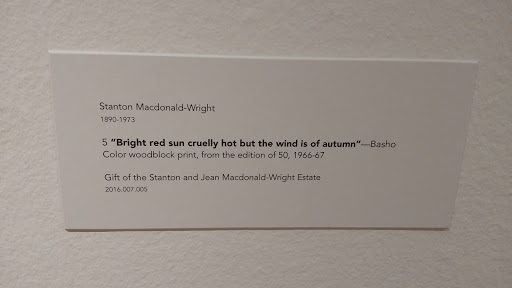 Stanton Macdonald-Wright
1890-1973
5 "Bright red sun cruelly hot but the wind is of autumn"—Basho
Color woodblock print, from the edition of 50, 1966-67
Gift of the Stanton and Jean Macdonald-Wright Estate
2016.007.005